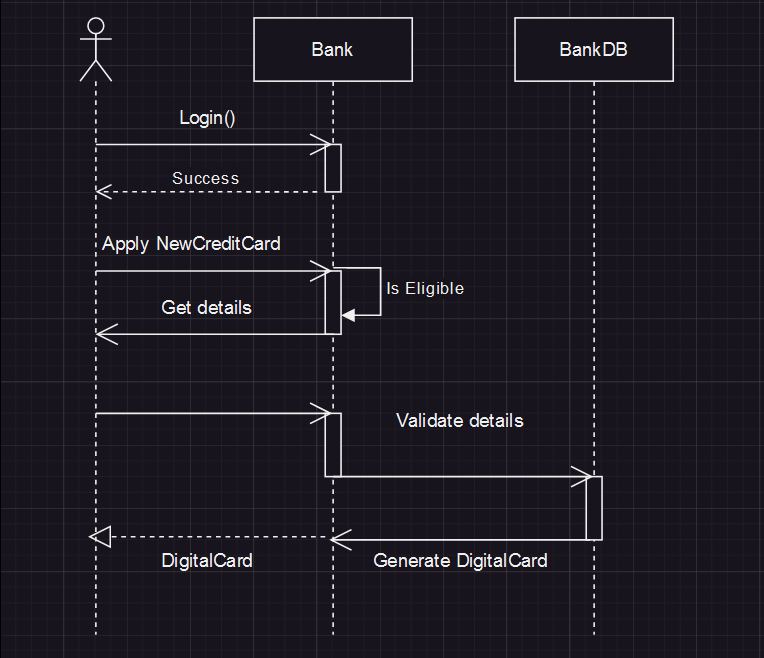 Bank
BankDB
Login()
Success
Apply NewCreditCard
Is Eligible
Get details
Validate details
DigitalCard
Generate DigitalCard